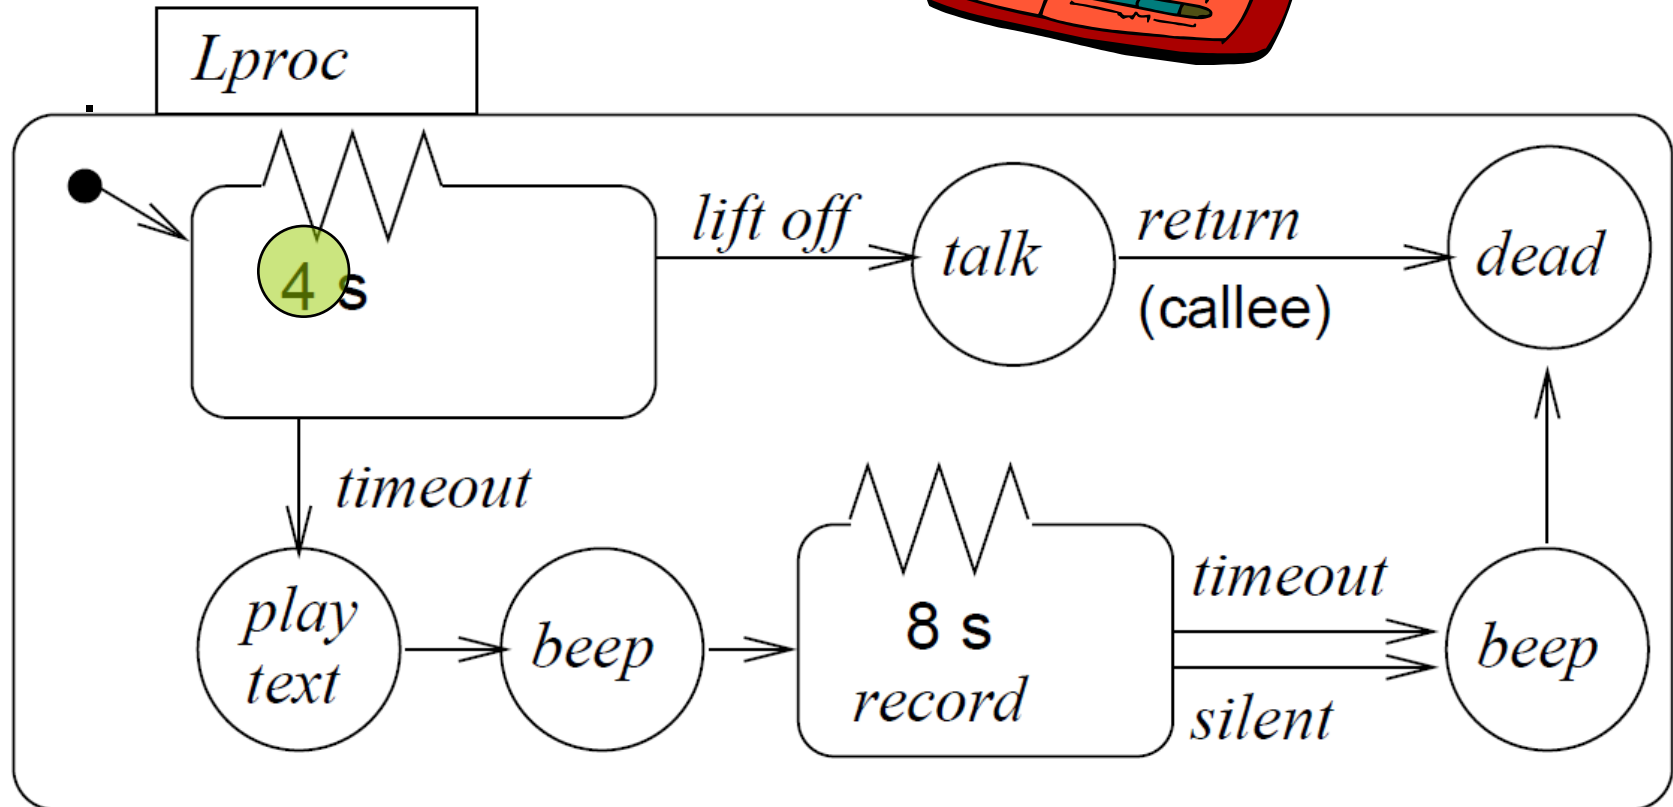 Lproc
4 s
lift off
talk
return
(callee)
dead
timeout
play
text
beep
8 s
record
timeout
silent
beep